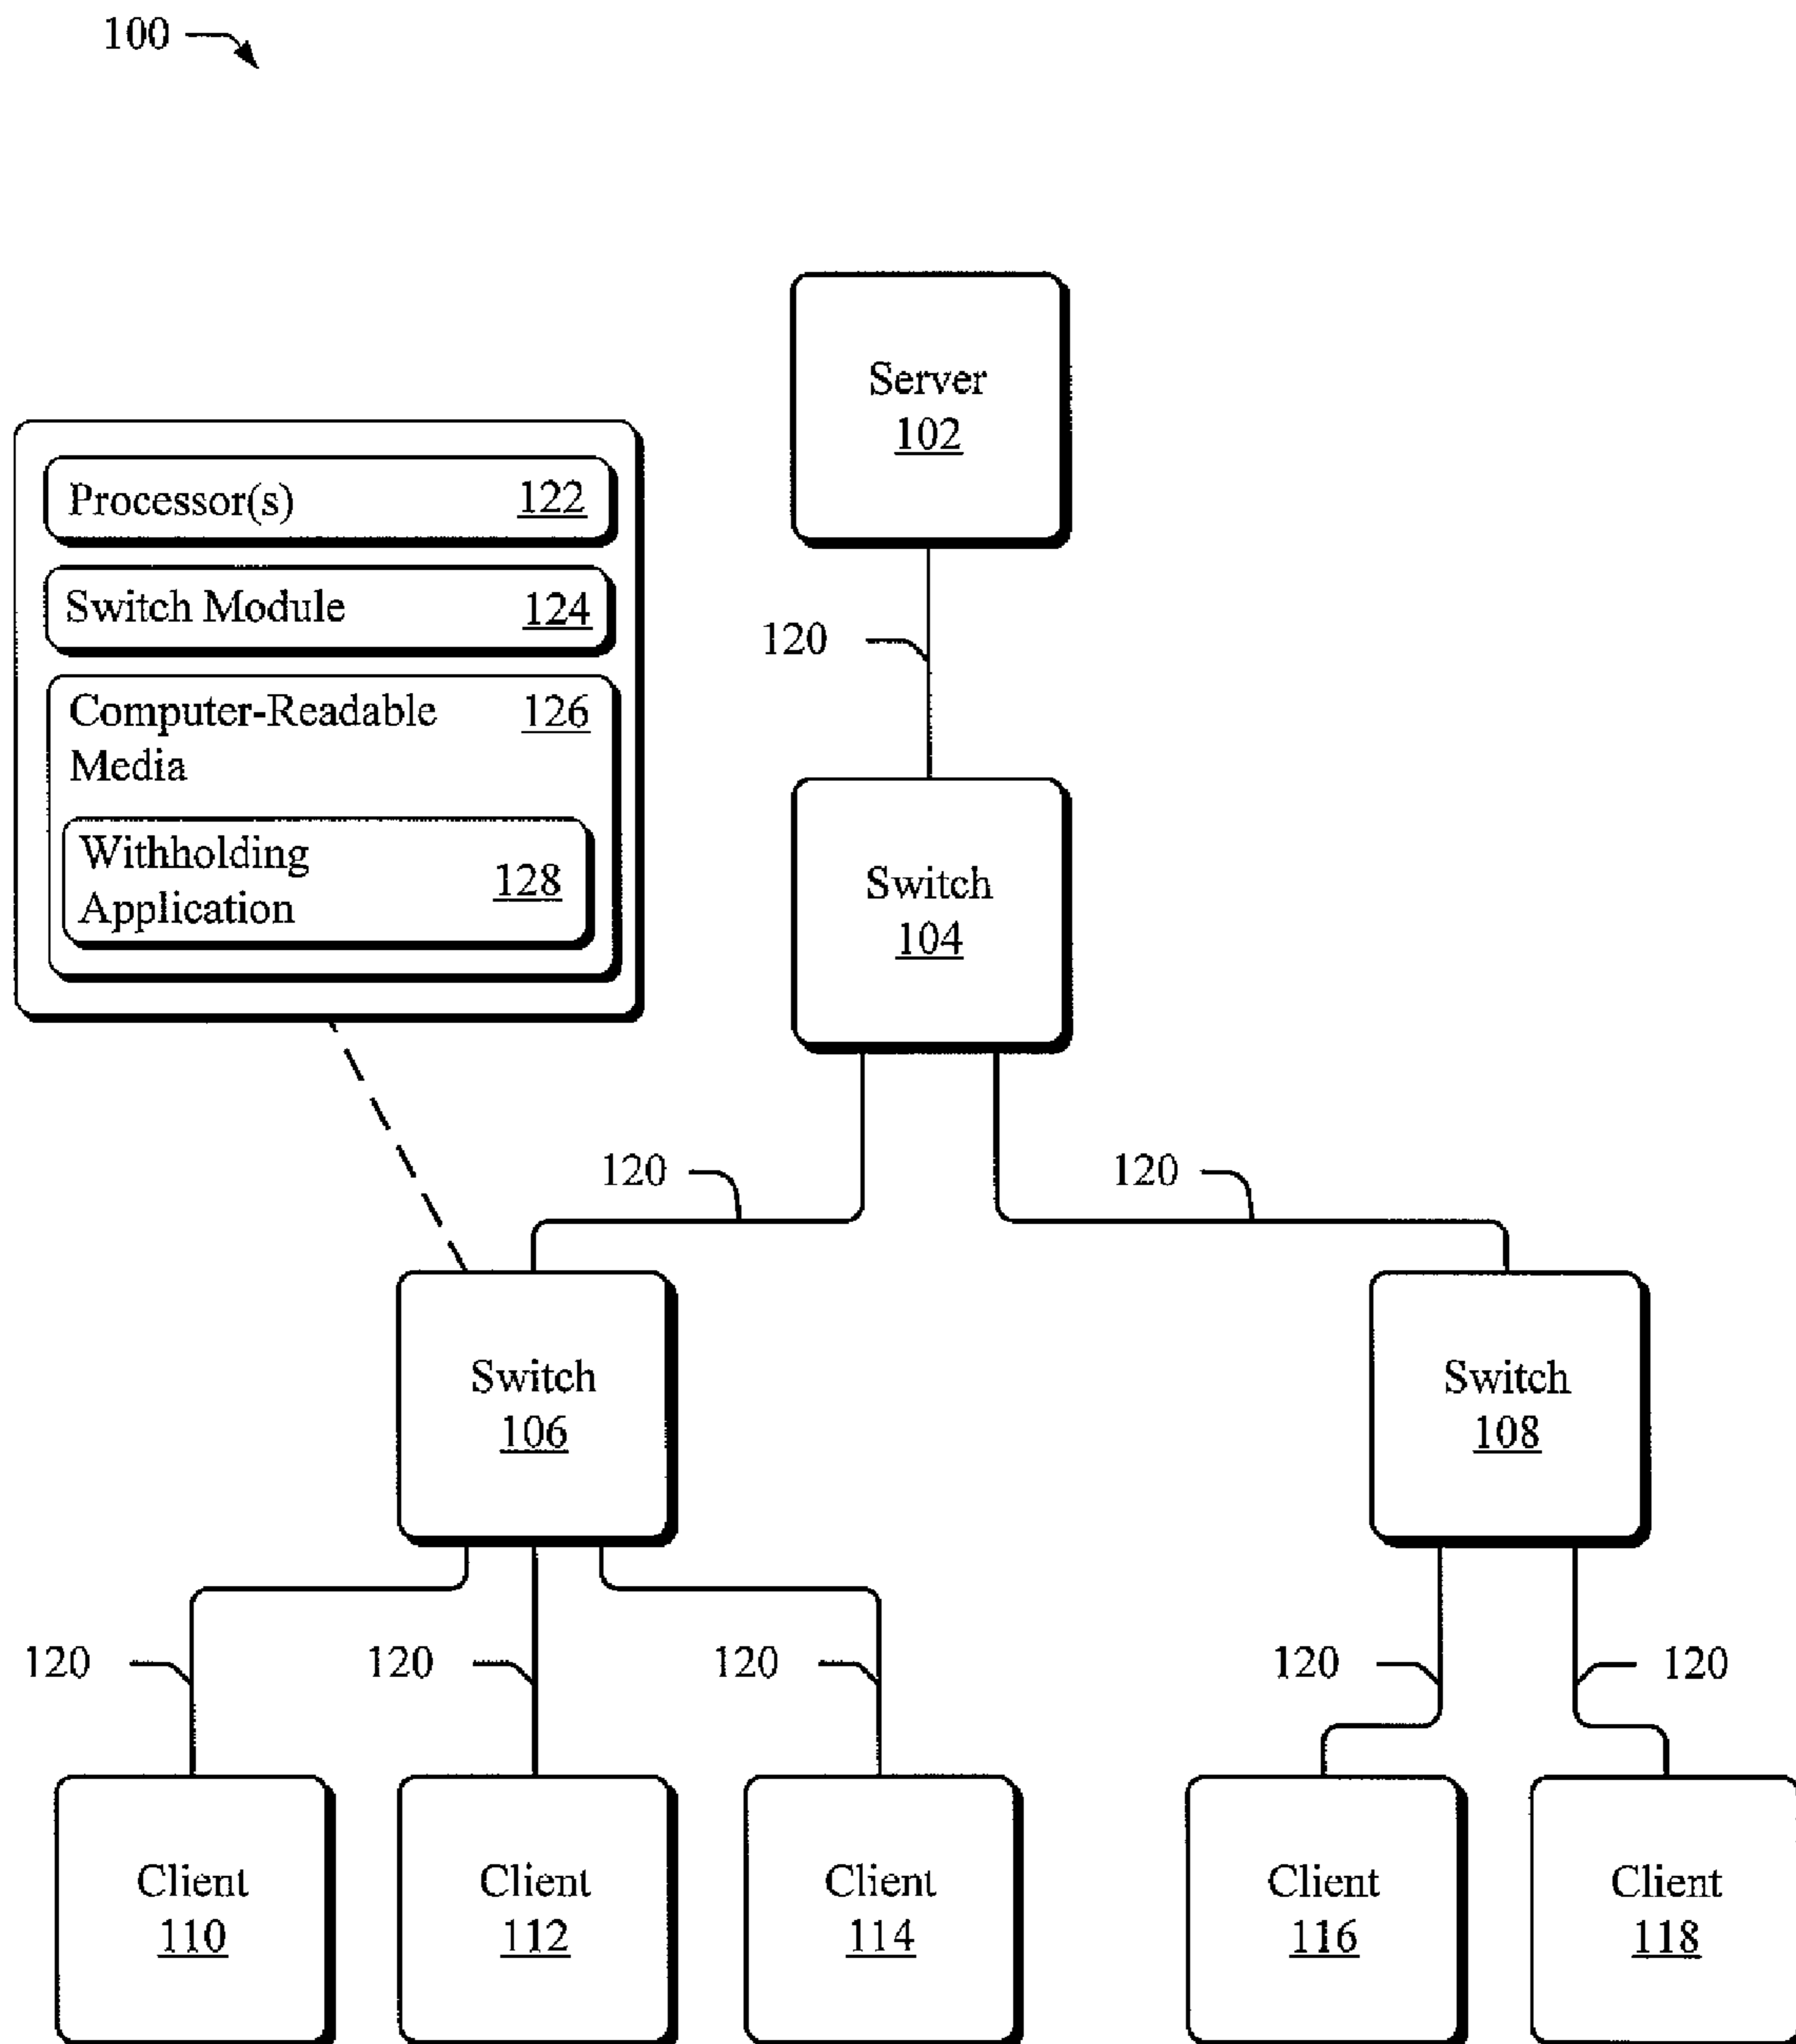 100
Server
102
Processor(s) 122
Switch Module 124
120
Computer-Readable 126
Media
Withholding
Application 128
Switch
104
120 120
Switch
106
Switch
108
120 120 120 120 120
Client
110
Client
112
Client
114
Client
116
Client
118